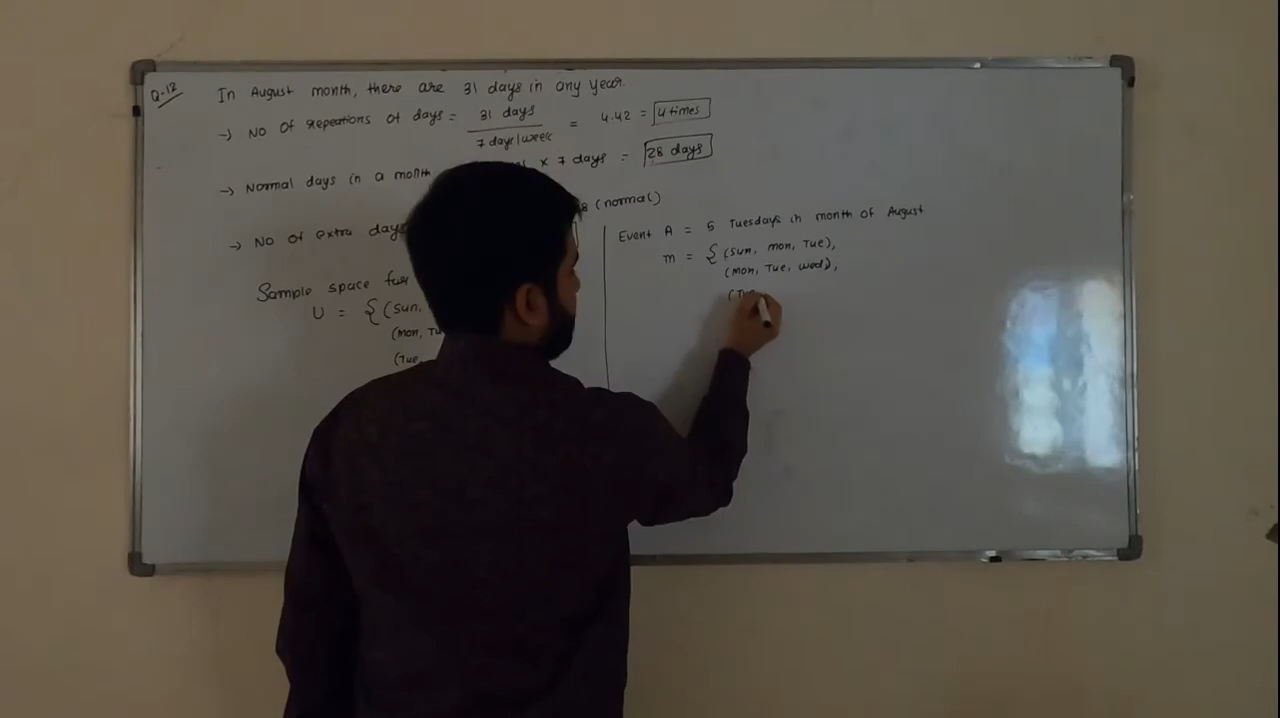 Q-12 In August month, there are 31 days in any year.
→ NO Of repeations of days = 31 days / 7 days/week = 4.42 = 4 times
→ Normal days in a month × 7 days = 28 days
→ No of extra days 8 (normal)
Sample space for
U = {(Sun,
(Mon, Tu
(Tue,
Event A = 5 Tuesdays in month of August
m = {(Sun, Mon, Tue),
(Mon, Tue, Wed),
(Tue